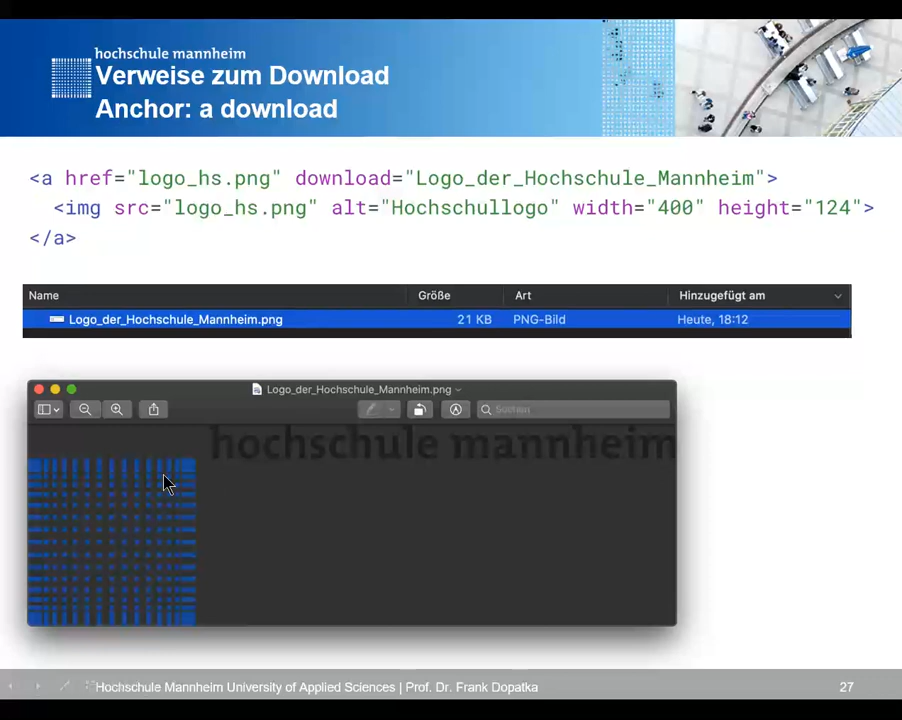 hochschule mannheim
Verweise zum Download
Anchor: a download
<a href="logo_hs.png" download="Logo_der_Hochschule_Mannheim">
<img src="logo_hs.png" alt="Hochschullogo" width="400" height="124">
</a>
Name Größe Art Hinzugefügt am
Logo_der_Hochschule_Mannheim.png 21 KB PNG-Bild Heute, 18:12
Logo_der_Hochschule_Mannheim.png
Suchen
hochschule mannheim
Hochschule Mannheim University of Applied Sciences | Prof. Dr. Frank Dopatka 27